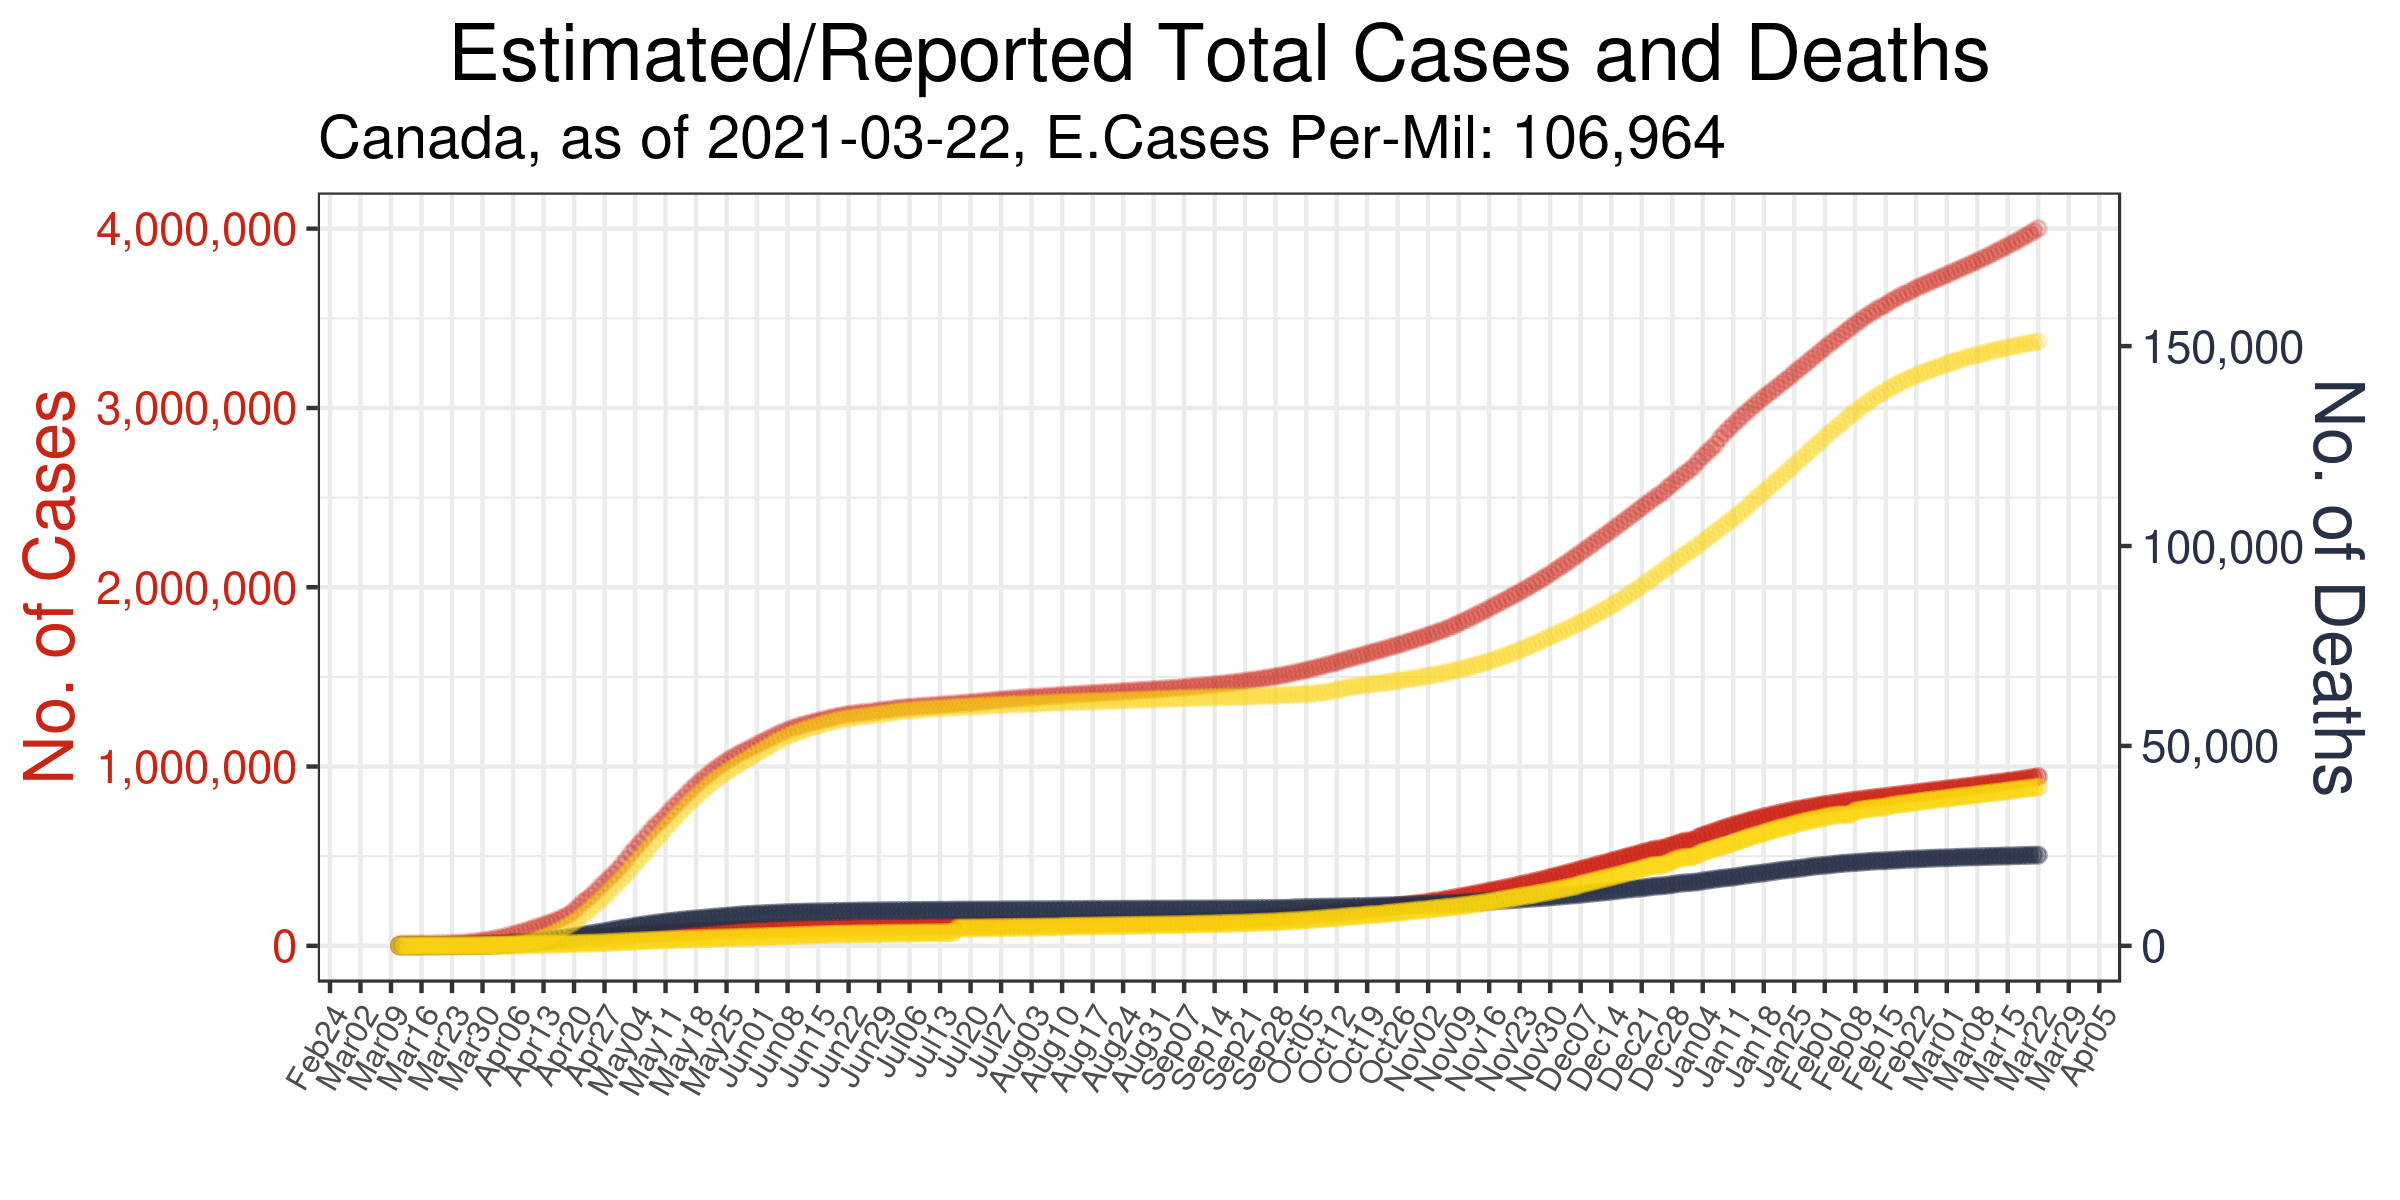 Estimated/Reported Total Cases and Deaths
Canada, as of 2021-03-22, E.Cases Per-Mil: 106,964
No. of Cases
4,000,000
3,000,000
2,000,000
1,000,000
0
150,000
100,000
50,000
0
No. of Deaths
Feb24
Mar02
Mar09
Mar16
Mar23
Mar30
Apr06
Apr13
Apr20
Apr27
May04
May11
May18
May25
Jun01
Jun08
Jun15
Jun22
Jun29
Jul06
Jul13
Jul20
Jul27
Aug03
Aug10
Aug17
Aug24
Aug31
Sep07
Sep14
Sep21
Sep28
Oct05
Oct12
Oct19
Oct26
Nov02
Nov09
Nov16
Nov23
Nov30
Dec07
Dec14
Dec21
Dec28
Jan04
Jan11
Jan18
Jan25
Feb01
Feb08
Feb15
Feb22
Mar01
Mar08
Mar15
Mar22
Mar29
Apr05